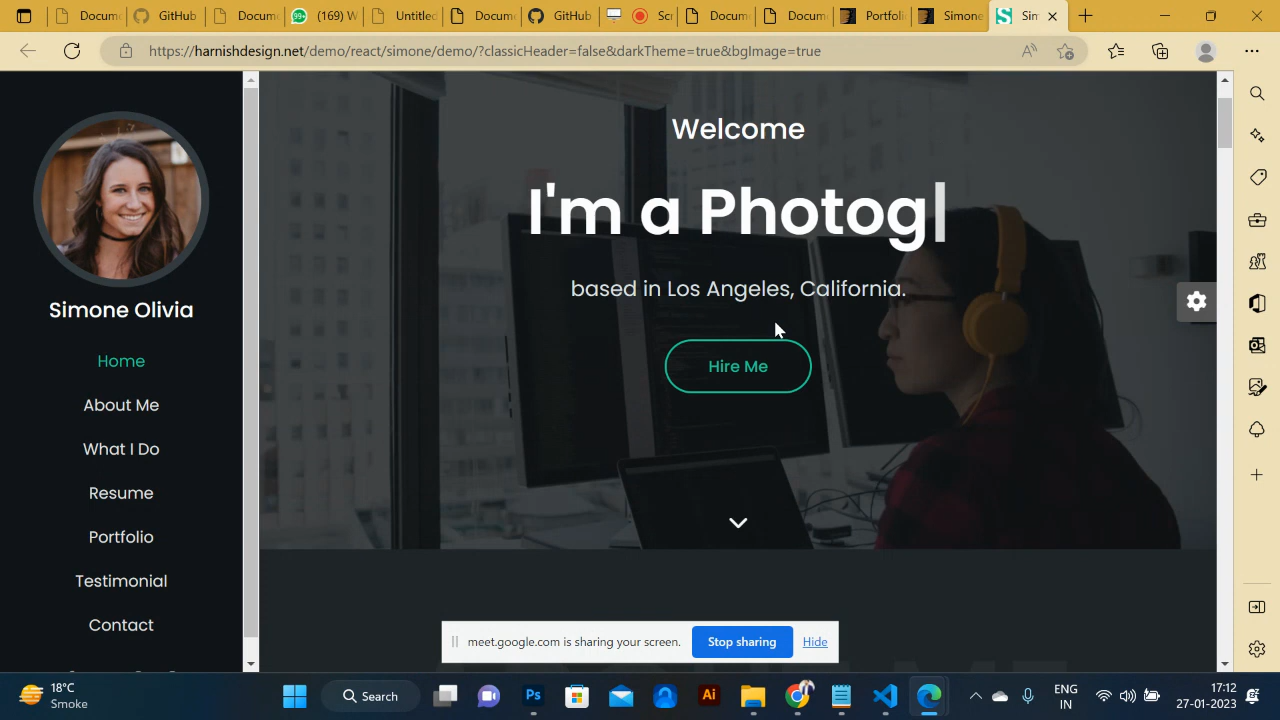 Docum
GitHub
Docum
99+
(169) W
Untitled
Docum
GitHub
Scr
Docum
Docum
Portfoli
Simone
Sim
https://harnishdesign.net/demo/react/simone/demo/?classicHeader=false&darkTheme=true&bgImage=true
Simone Olivia
Home
About Me
What I Do
Resume
Portfolio
Testimonial
Contact
Welcome
I'm a Photog
based in Los Angeles, California.
Hire Me
meet.google.com is sharing your screen.
Stop sharing
Hide
18°C
Smoke
Search
Ps
Ai
ENG
IN
17:12
27-01-2023